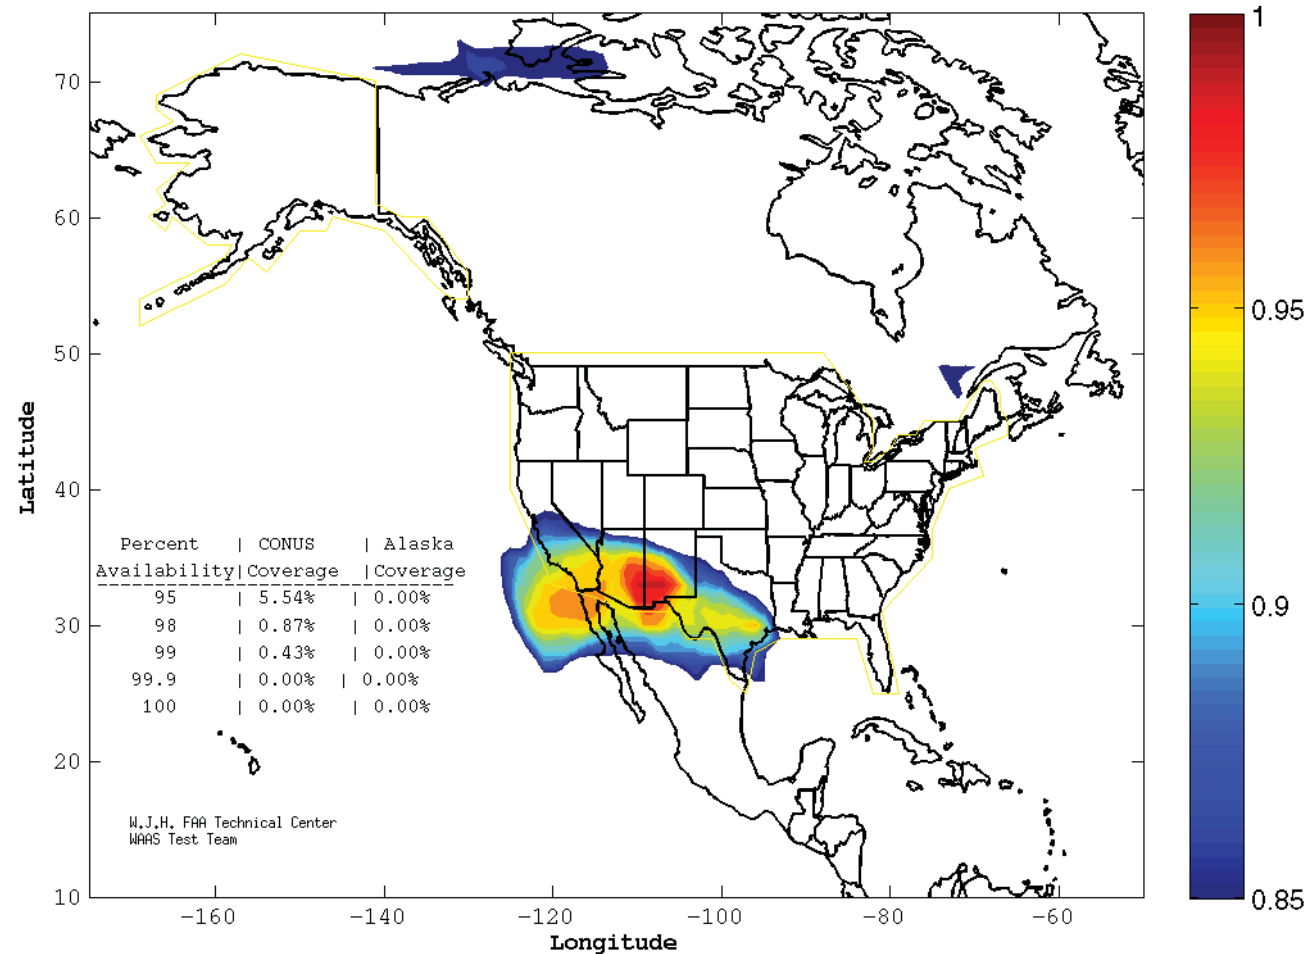 70
60
50
40
30
20
10
Latitude
Percent | CONUS | Alaska
Availability|Coverage |Coverage
95 | 5.54% | 0.00%
98 | 0.87% | 0.00%
99 | 0.43% | 0.00%
99.9 | 0.00% | 0.00%
100 | 0.00% | 0.00%
W.J.H. FAA Technical Center
WAAS Test Team
-160 -140 -120 -100 -80 -60
Longitude
1
0.95
0.9
0.85